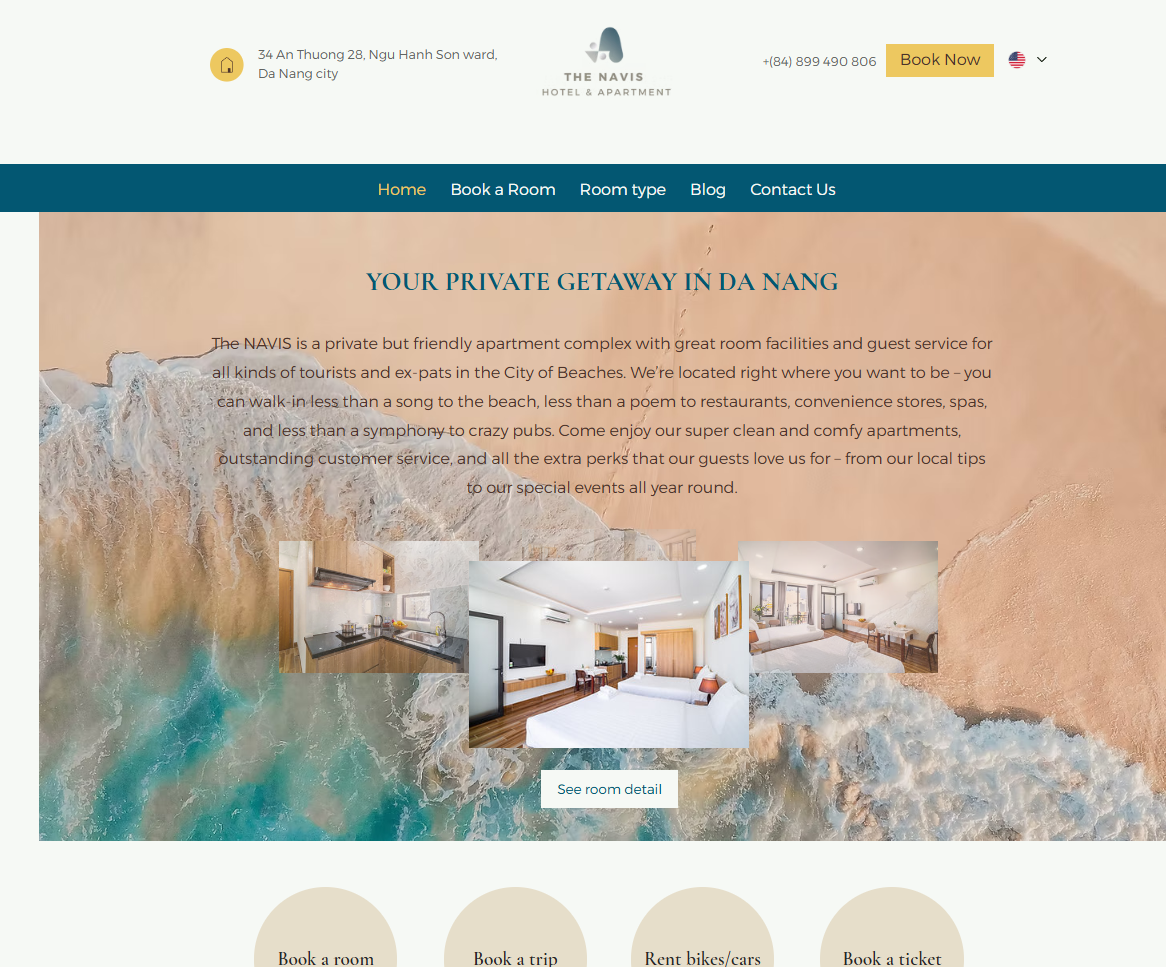 34 An Thuong 28, Ngu Hanh Son ward,
Da Nang city
THE NAVIS
HOTEL & APARTMENT
+(84) 899 490 806
Book Now
Home
Book a Room
Room type
Blog
Contact Us
YOUR PRIVATE GETAWAY IN DA NANG
The NAVIS is a private but friendly apartment complex with great room facilities and guest service for
all kinds of tourists and ex-pats in the City of Beaches. We’re located right where you want to be – you
can walk-in less than a song to the beach, less than a poem to restaurants, convenience stores, spas,
and less than a symphony to crazy pubs. Come enjoy our super clean and comfy apartments,
outstanding customer service, and all the extra perks that our guests love us for – from our local tips
to our special events all year round.
See room detail
Book a room
Book a trip
Rent bikes/cars
Book a ticket